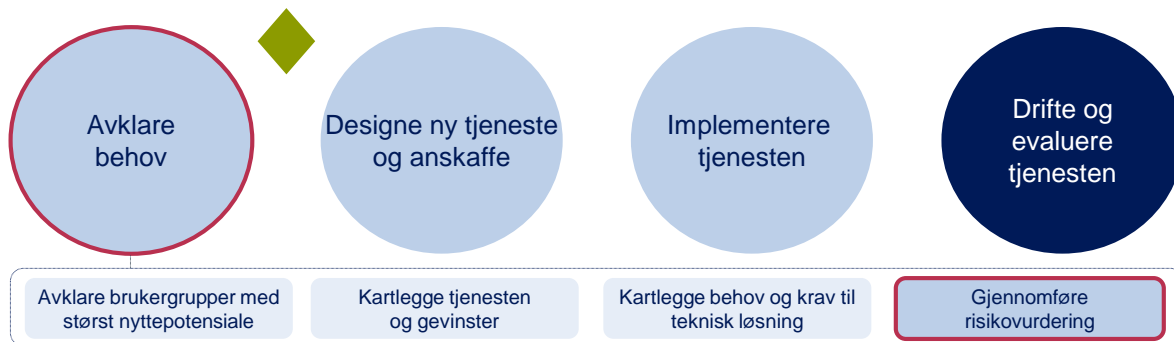 Avklare
behov
Designe ny tjeneste
og anskaffe
Implementere
tjenesten
Drifte og
evaluere
tjenesten
Avklare brukergrupper med
størst nyttepotensiale
Kartlegge tjenesten
og gevinster
Kartlegge behov og krav til
teknisk løsning
Gjennomføre
risikovurdering